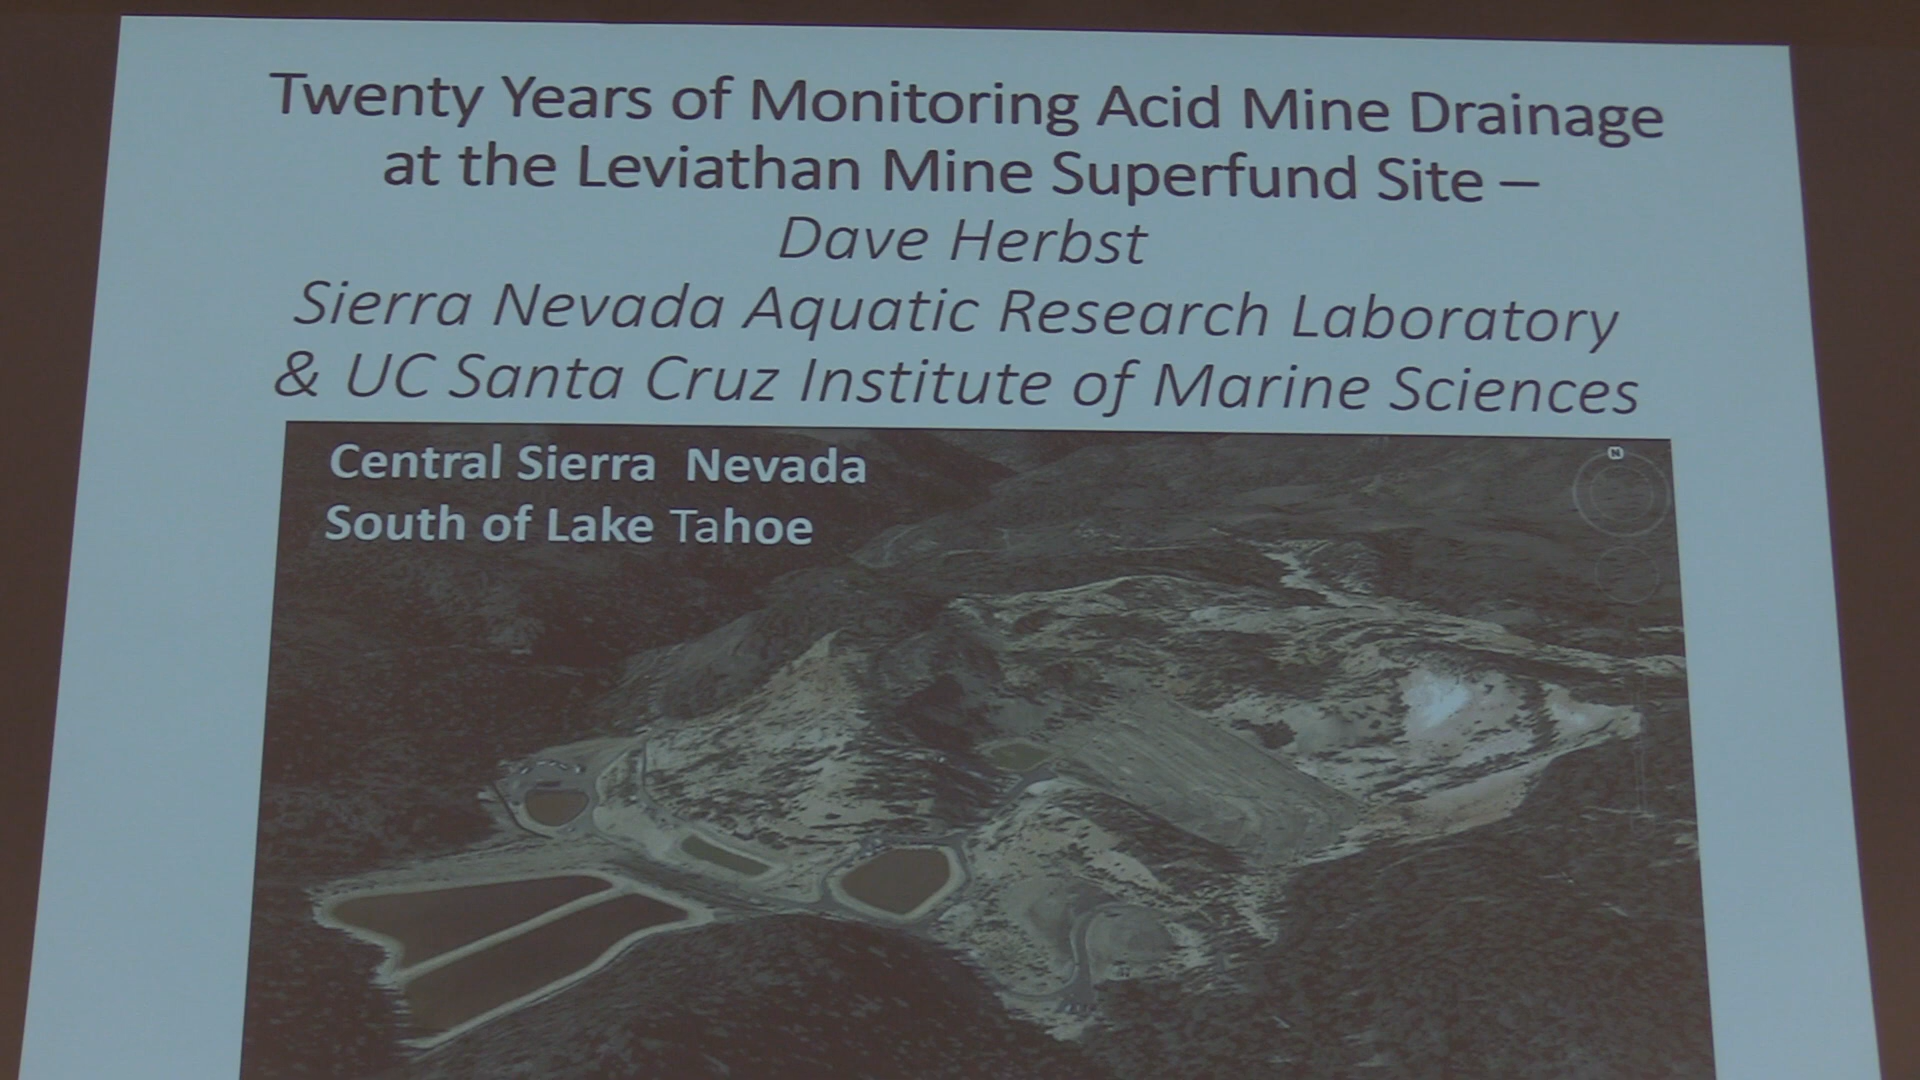 Twenty Years of Monitoring Acid Mine Drainage
at the Leviathan Mine Superfund Site –
Dave Herbst
Sierra Nevada Aquatic Research Laboratory
& UC Santa Cruz Institute of Marine Sciences
Central Sierra Nevada
South of Lake Tahoe
N